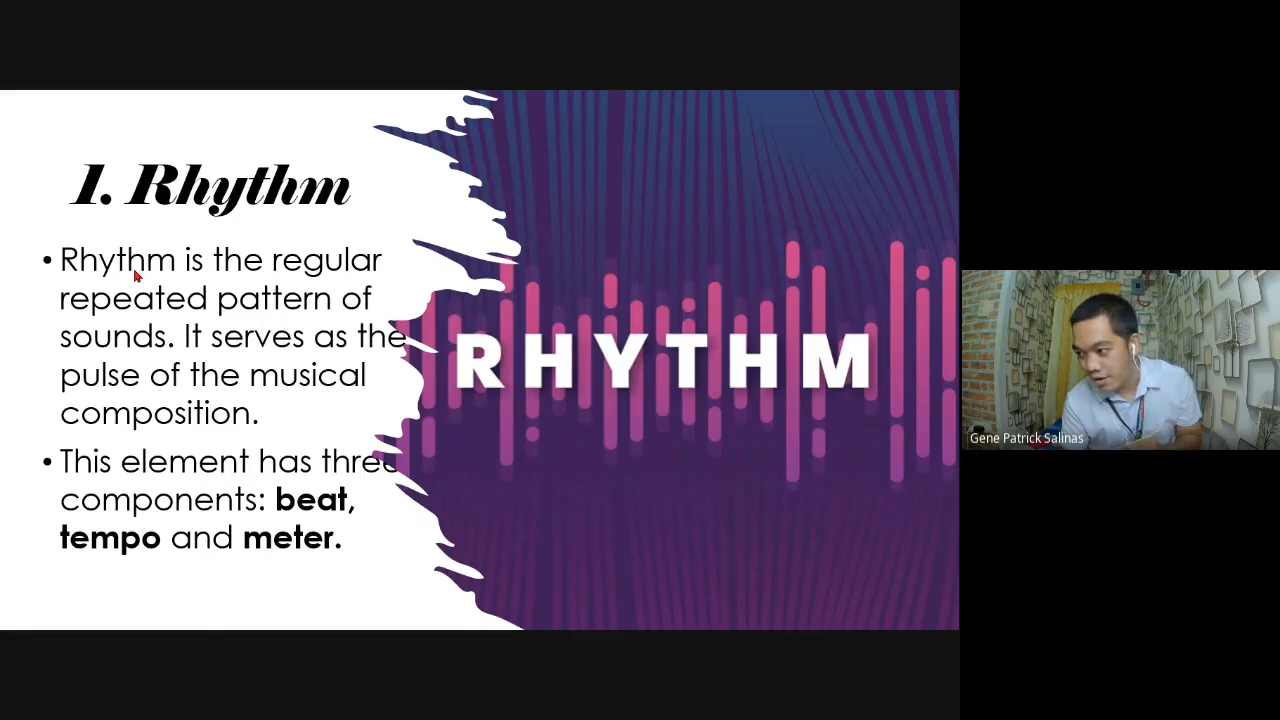 1. Rhythm
• Rhythm is the regular
repeated pattern of
sounds. It serves as the
pulse of the musical
composition.
• This element has three
components: beat,
tempo and meter.
RHYTHM
Gene Patrick Salinas